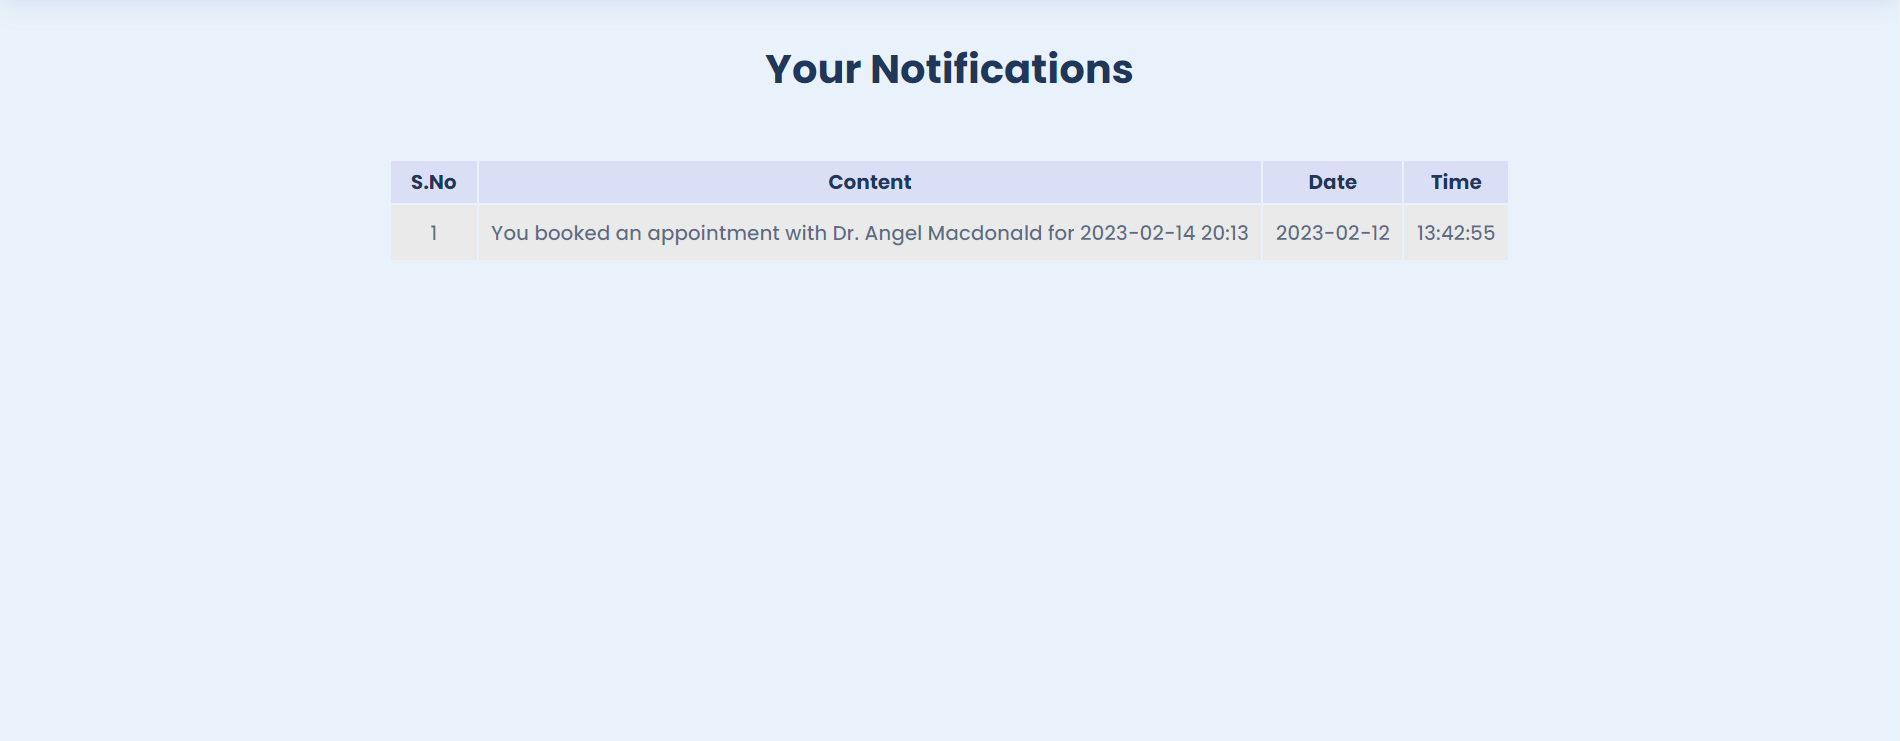 Your Notifications
S.No Content Date Time
1 You booked an appointment with Dr. Angel Macdonald for 2023-02-14 20:13 2023-02-12 13:42:55